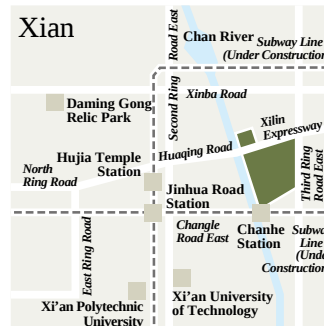 Xian
Road East
Second Ring
Chan River
Subway Line
(Under Construction
Xinba Road
Daming Gong
Relic Park
Xilin
Expressway
Huaqing Road
Hujia Temple
Station
North
Ring Road
Third Ring
Road East
Jinhua Road
Station
East Ring Road
Changle
Road East
Chanhe
Station
Subway
Line
(Under
Construction
Xi'an Polytechnic
University
Xi'an University
of Technology